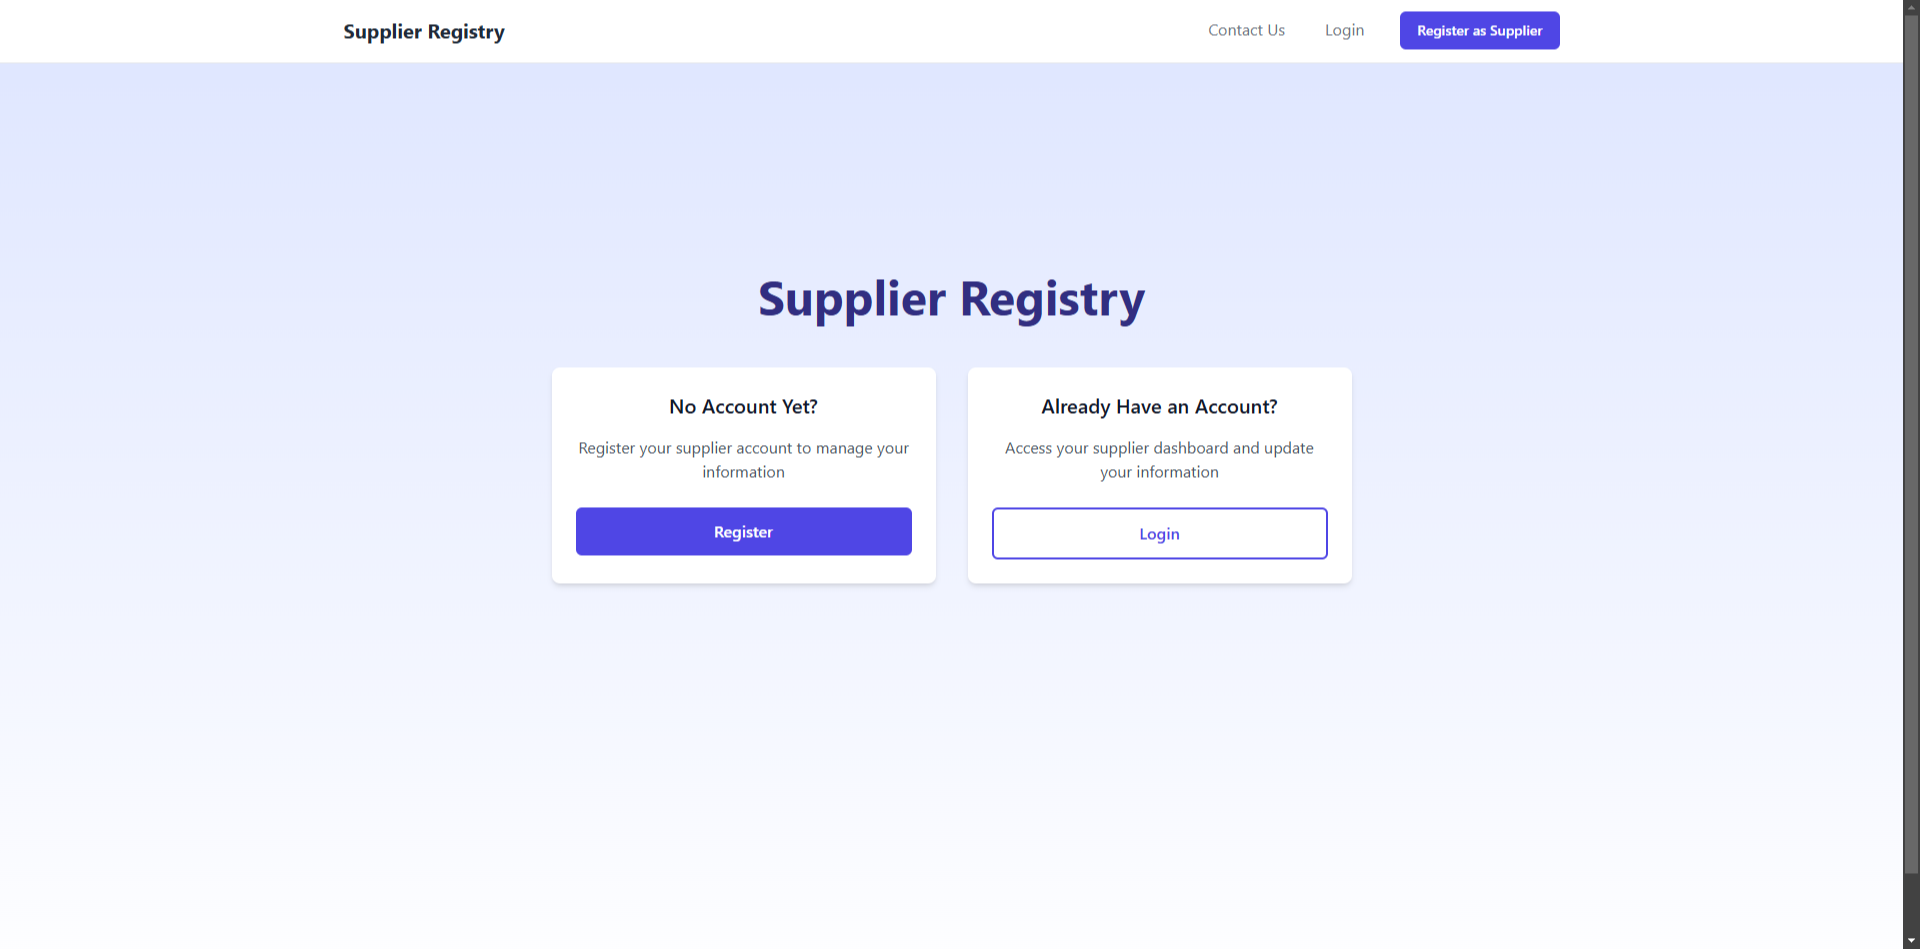 Supplier Registry
Contact Us
Login
Register as Supplier
Supplier Registry
No Account Yet?
Register your supplier account to manage your
information
Register
Already Have an Account?
Access your supplier dashboard and update
your information
Login